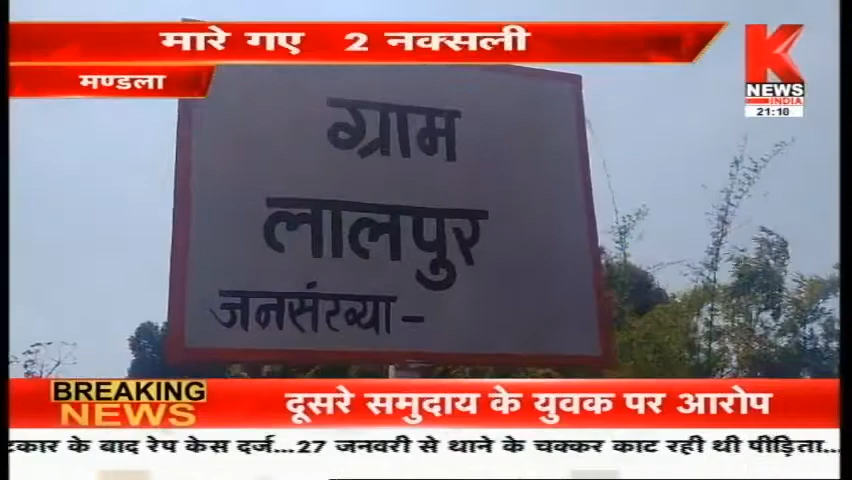 मारे गए 2 नक्सली
मण्डला
K
NEWS
INDIA
21:10
ग्राम
लालपुर
जनसंख्या -
BREAKING
NEWS
दूसरे समुदाय के युवक पर आरोप
टकार के बाद रेप केस दर्ज...27 जनवरी से थाने के चक्कर काट रही थी पीड़िता...